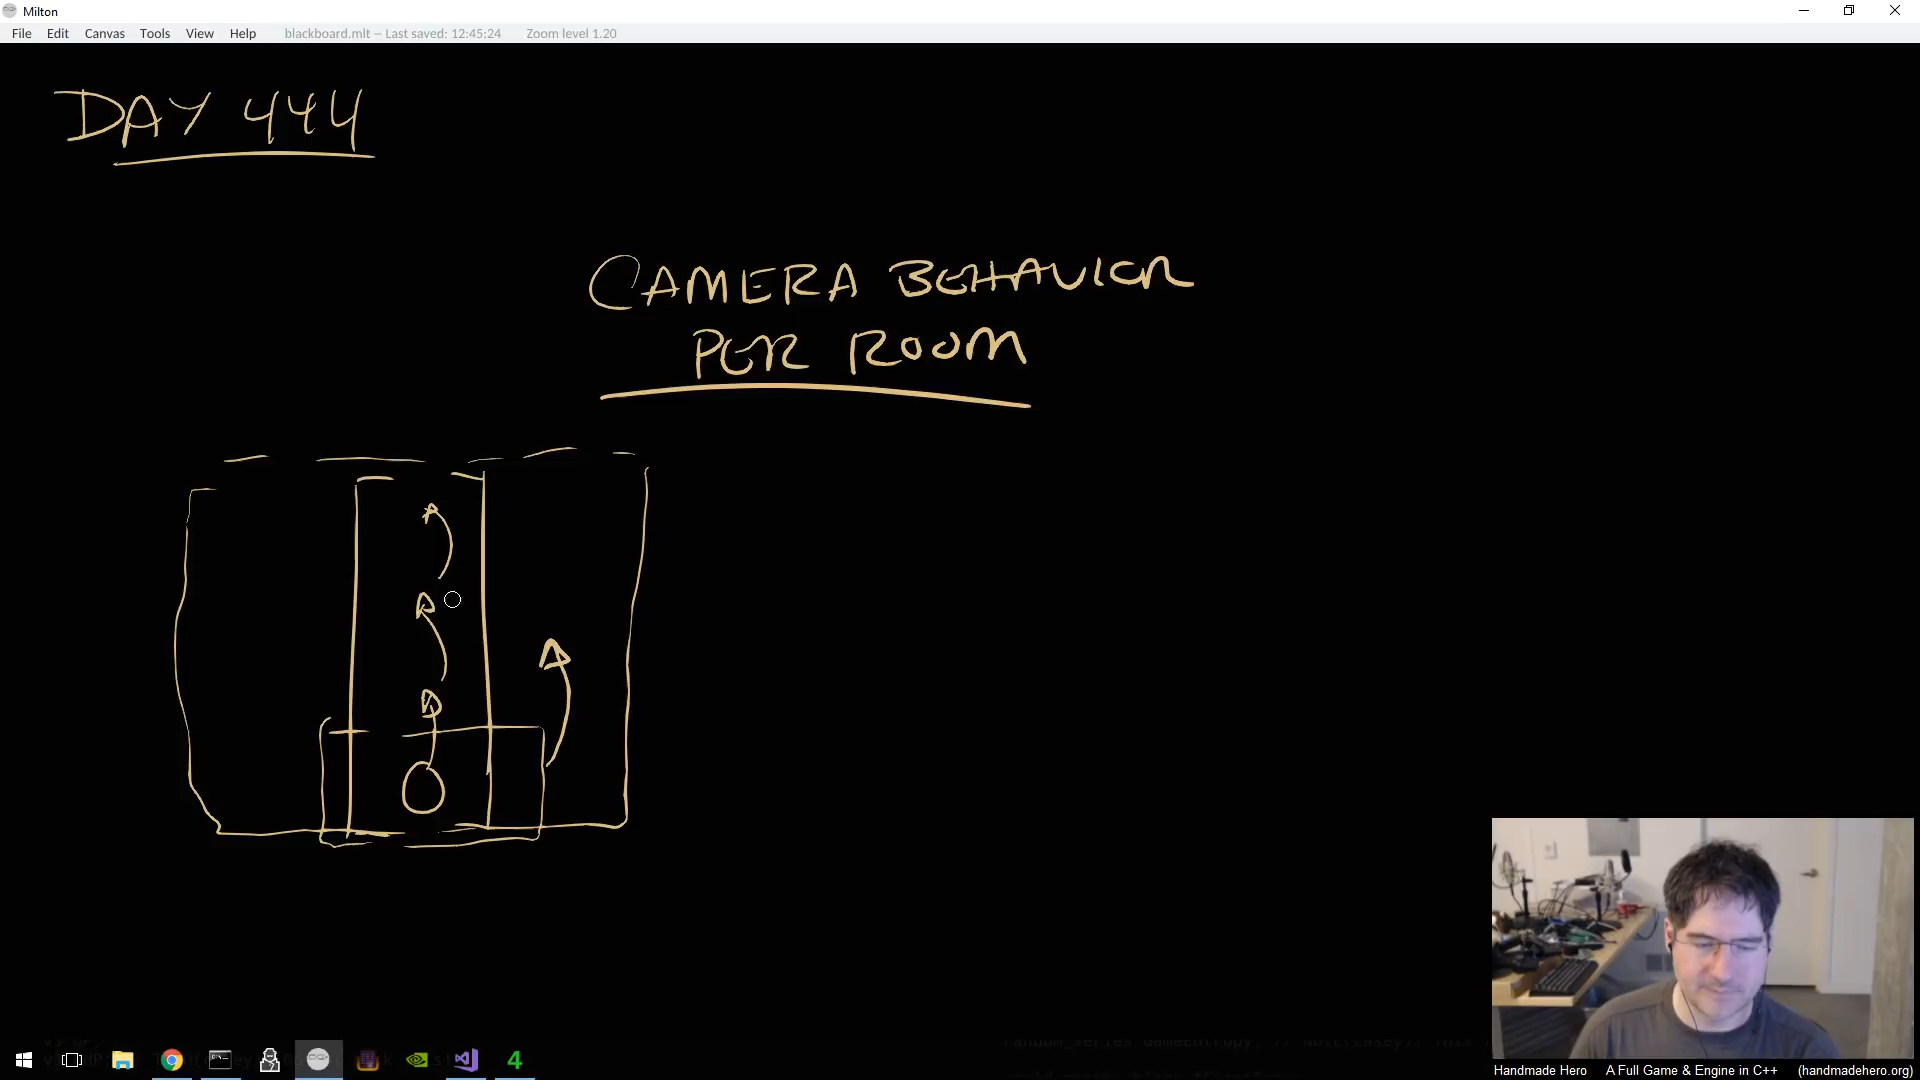 Milton
File Edit Canvas Tools View Help blackboard.mlt -- Last saved: 12:45:24 Zoom level 1.20
DAY 444
CAMERA BEHAVIOR
PER ROOM
4
Handmade Hero A Full Game & Engine in C++ (handmadehero.org)